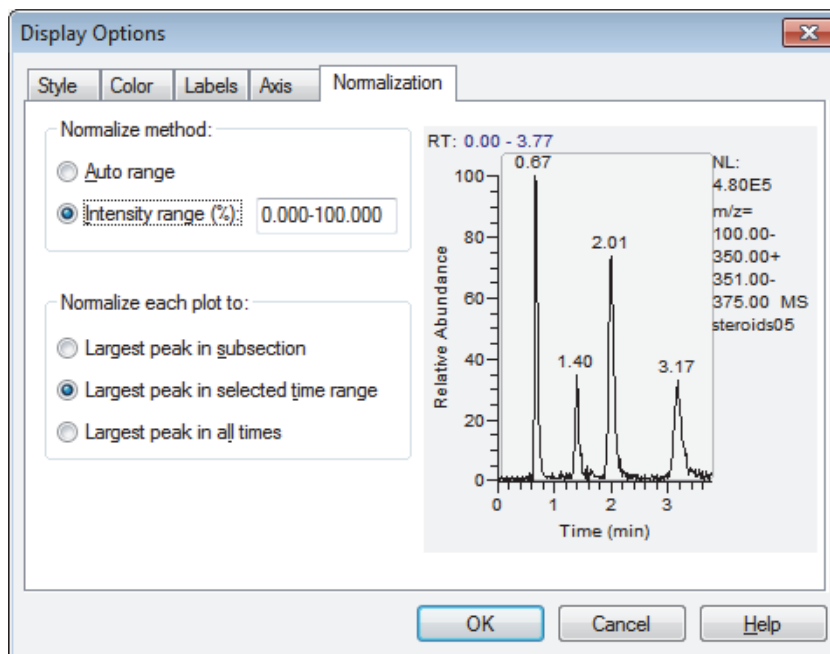 Display Options
Style Color Labels Axis Normalization
Normalize method:
Auto range
Intensity range (%): 0.000-100.000
Normalize each plot to:
Largest peak in subsection
Largest peak in selected time range
Largest peak in all times
RT: 0.00 - 3.77
0.67
NL:
4.80E5
m/z=
100.00-
350.00+
351.00-
375.00 MS
steroids05
2.01
1.40
3.17
100
80
60
40
20
0
Relative Abundance
0 1 2 3
Time (min)
OK Cancel Help